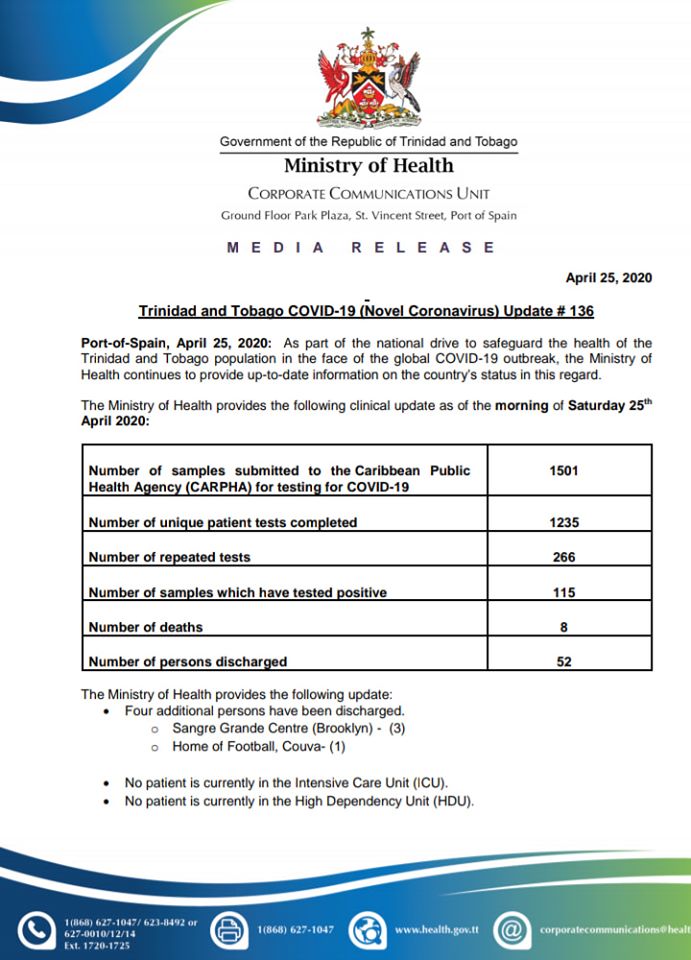 Government of the Republic of Trinidad and Tobago
Ministry of Health
CORPORATE COMMUNICATIONS UNIT
Ground Floor Park Plaza, St. Vincent Street, Port of Spain
MEDIA RELEASE
April 25, 2020
Trinidad and Tobago COVID-19 (Novel Coronavirus) Update # 136
Port-of-Spain, April 25, 2020: As part of the national drive to safeguard the health of the
Trinidad and Tobago population in the face of the global COVID-19 outbreak, the Ministry of
Health continues to provide up-to-date information on the country's status in this regard.
The Ministry of Health provides the following clinical update as of the morning of Saturday 25th
April 2020:
Number of samples submitted to the Caribbean Public
Health Agency (CARPHA) for testing for COVID-19
1501
Number of unique patient tests completed 1235
Number of repeated tests 266
Number of samples which have tested positive 115
Number of deaths 8
Number of persons discharged 52
The Ministry of Health provides the following update:
• Four additional persons have been discharged.
o Sangre Grande Centre (Brooklyn) - (3)
o Home of Football, Couva- (1)
• No patient is currently in the Intensive Care Unit (ICU).
• No patient is currently in the High Dependency Unit (HDU).
1(868) 627-1047/ 623-8492 or
627-0010/12/14
Ext. 1720-1725
1(868) 627-1047
www.health.gov.tt
corporatecommunications@healt